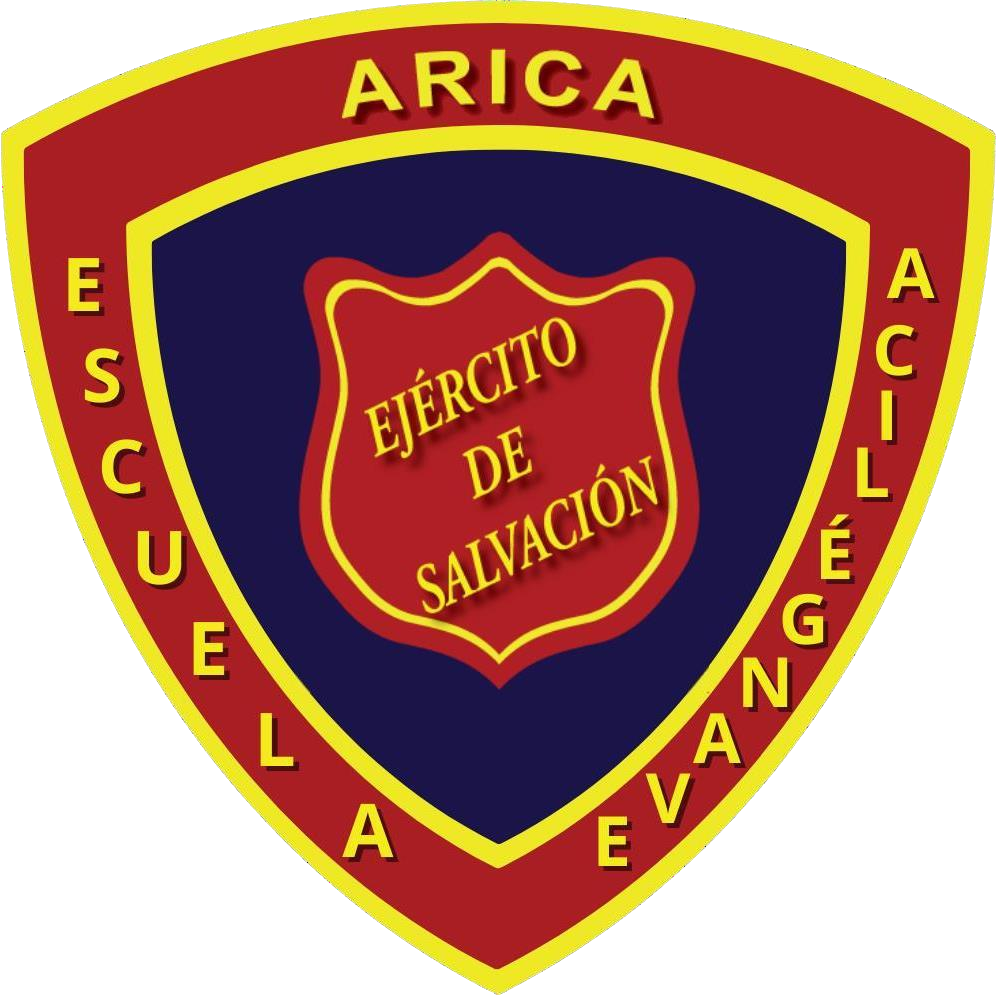 ARICA
ESCUELA
EVANGÉLICA
EJÉRCITO
DE
SALVACIÓN